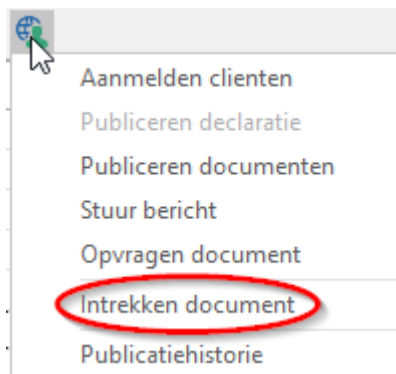 Aanmelden clienten
Publiceren declaratie
Publiceren documenten
Stuur bericht
Opvragen document
Intrekken document
Publicatiehistorie